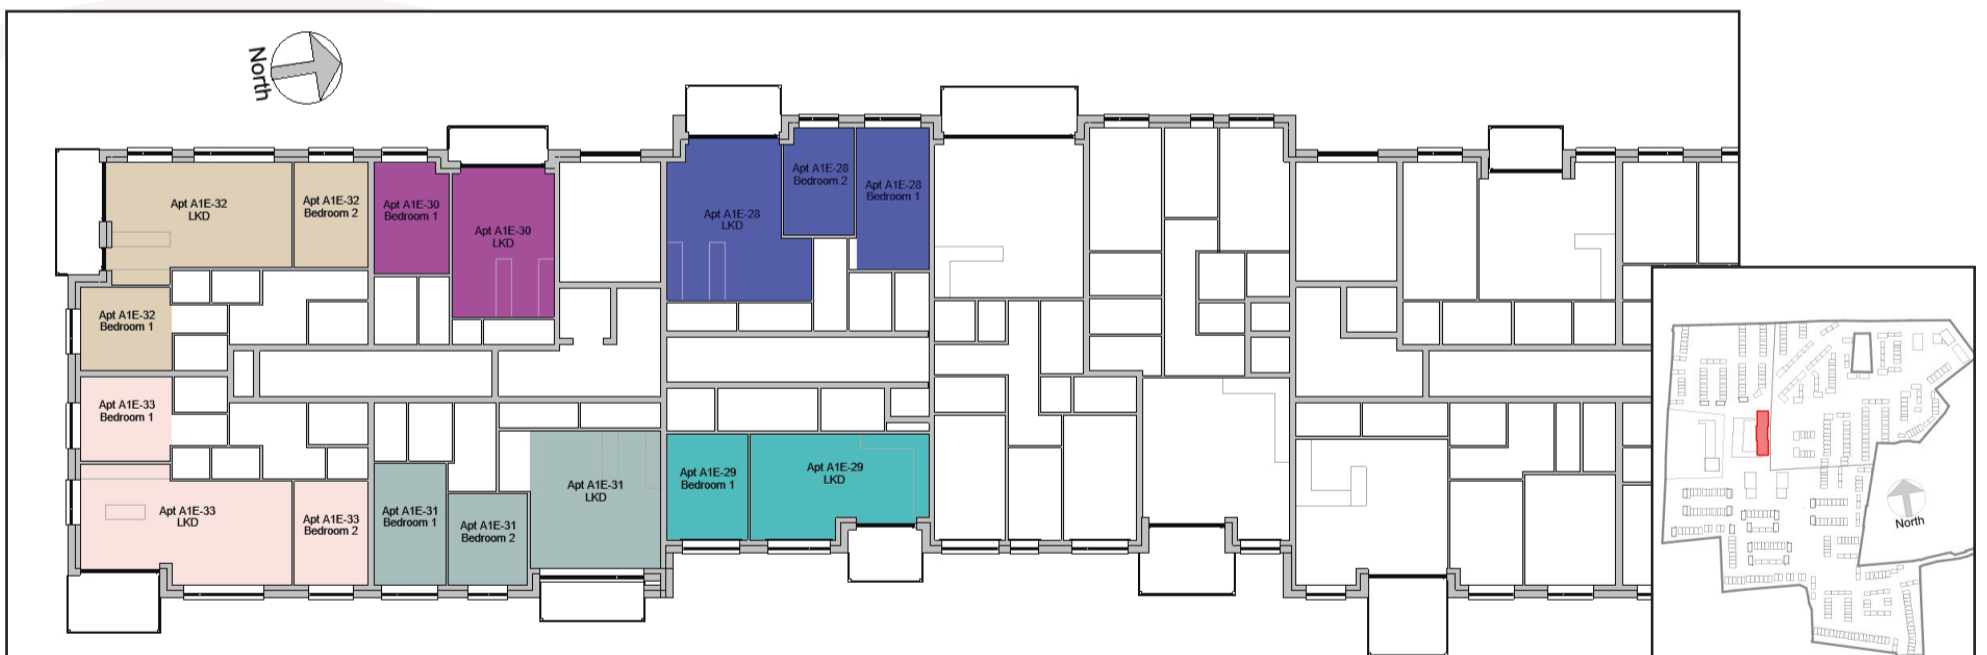 North
Apt A1E-32
LKD
Apt A1E-32
Bedroom 2
Apt A1E-30
Bedroom 1
Apt A1E-30
LKD
Apt A1E-28
LKD
Apt A1E-28
Bedroom 2
Apt A1E-28
Bedroom 1
Apt A1E-32
Bedroom 1
Apt A1E-33
Bedroom 1
Apt A1E-33
LKD
Apt A1E-33
Bedroom 2
Apt A1E-31
Bedroom 1
Apt A1E-31
Bedroom 2
Apt A1E-31
LKD
Apt A1E-29
Bedroom 1
Apt A1E-29
LKD
North